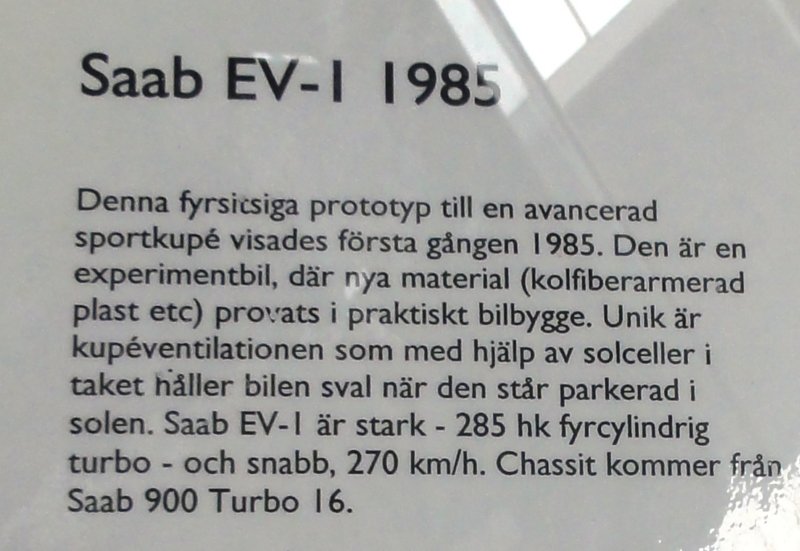 Saab EV-1 1985
Denna fyrsitsiga prototyp till en avancerad
sportkupé visades första gången 1985. Den är en
experimentbil, där nya material (kolfiberarmerad
plast etc) provats i praktiskt bilbygge. Unik är
kupéventilationen som med hjälp av solceller i
taket håller bilen sval när den står parkerad i
solen. Saab EV-1 är stark - 285 hk fyrcylindrig
turbo - och snabb, 270 km/h. Chassit kommer från
Saab 900 Turbo 16.